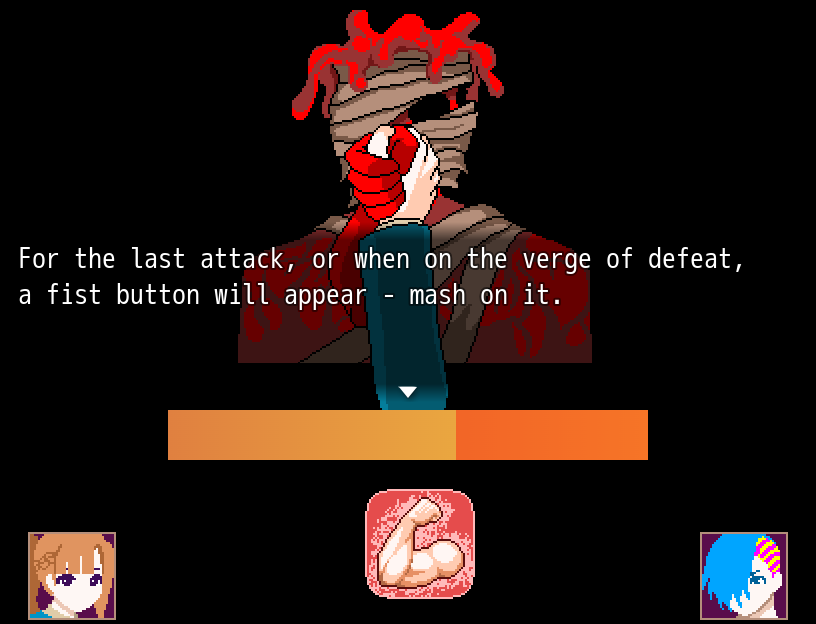 For the last attack, or when on the verge of defeat,
a fist button will appear - mash on it.